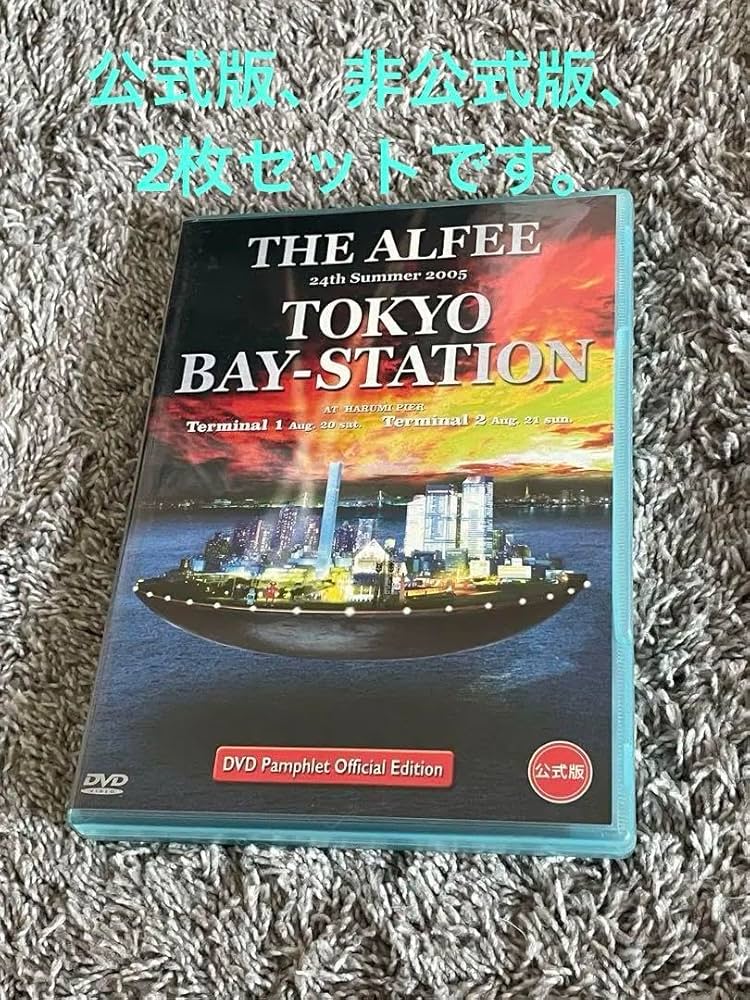 公式版、非公式版、
2枚セットです。
THE ALFEE
24th Summer 2005
TOKYO
BAY-STATION
AT HARUMI PIER
Terminal 1 Aug. 20 sat. Terminal 2 Aug. 21 sun.
DVD Pamphlet Official Edition
公式版
DVD
VIDEO